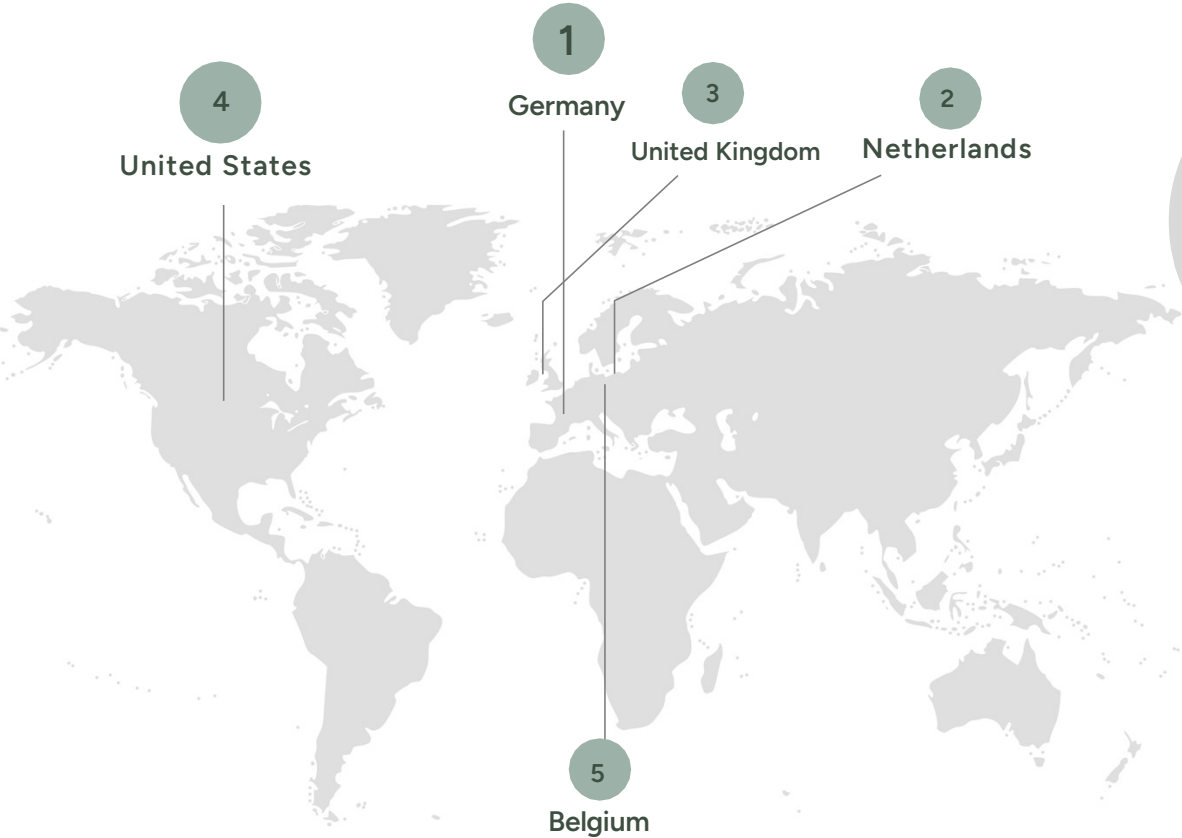 1
Germany
4
United States
3
United Kingdom
2
Netherlands
5
Belgium